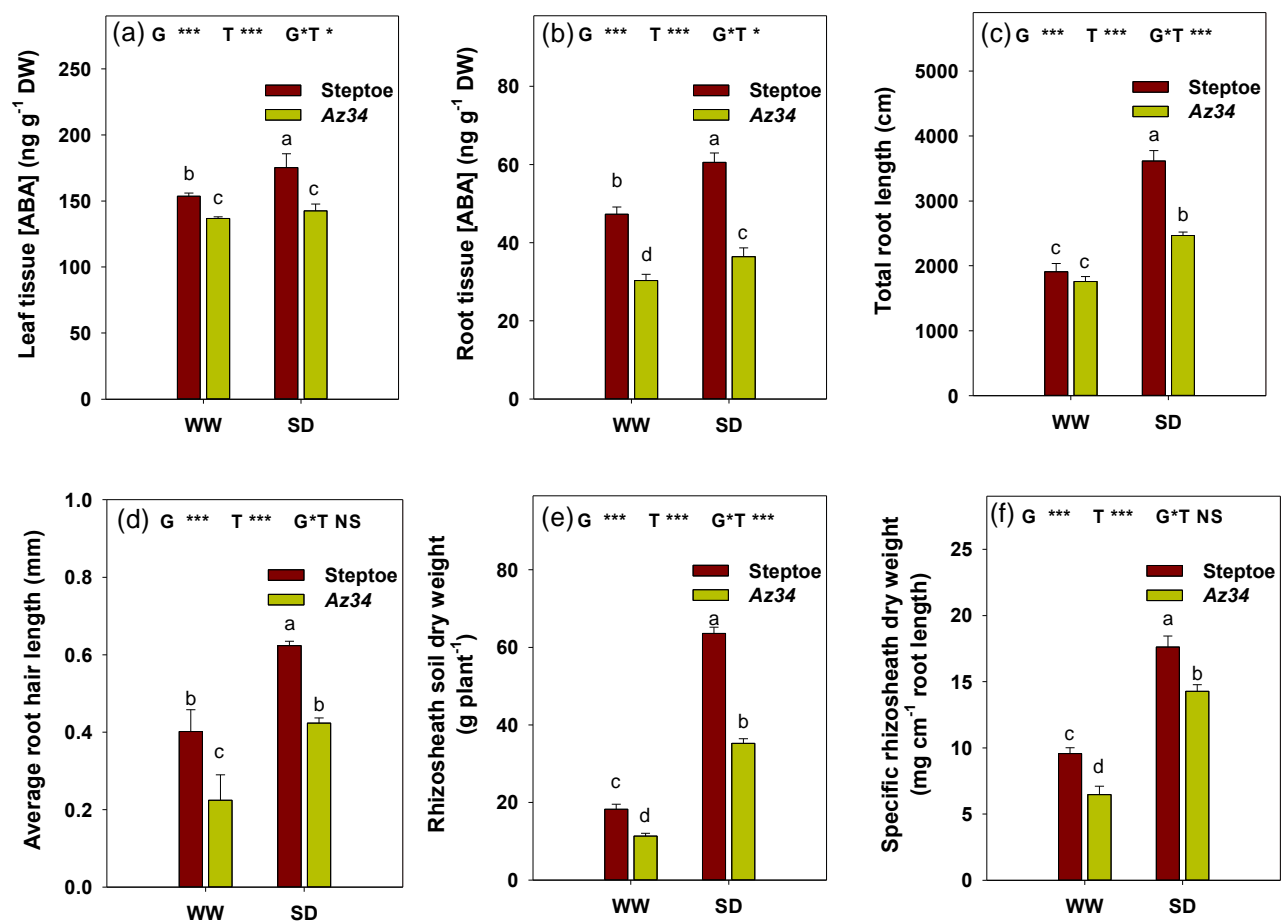 (a) G *** T *** G*T *
Leaf tissue [ABA] (ng g-1 DW)
250
200
150
100
50
0
Steptoe
Az34
b
c
a
c
WW
SD
(b) G *** T *** G*T *
Root tissue [ABA] (ng g-1 DW)
80
60
40
20
0
Steptoe
Az34
b
d
a
c
WW
SD
(c) G *** T *** G*T ***
Total root length (cm)
5000
4000
3000
2000
1000
0
Steptoe
Az34
c
c
a
b
WW
SD
(d) G *** T *** G*T NS
Average root hair length (mm)
1.0
0.8
0.6
0.4
0.2
0.0
Steptoe
Az34
b
c
a
b
WW
SD
(e) G *** T *** G*T ***
Rhizosheath soil dry weight
(g plant-1)
80
60
40
20
0
Steptoe
Az34
c
d
a
b
WW
SD
(f) G *** T *** G*T NS
Specific rhizosheath dry weight
(mg cm-1 root length)
25
20
15
10
5
0
Steptoe
Az34
c
d
a
b
WW
SD